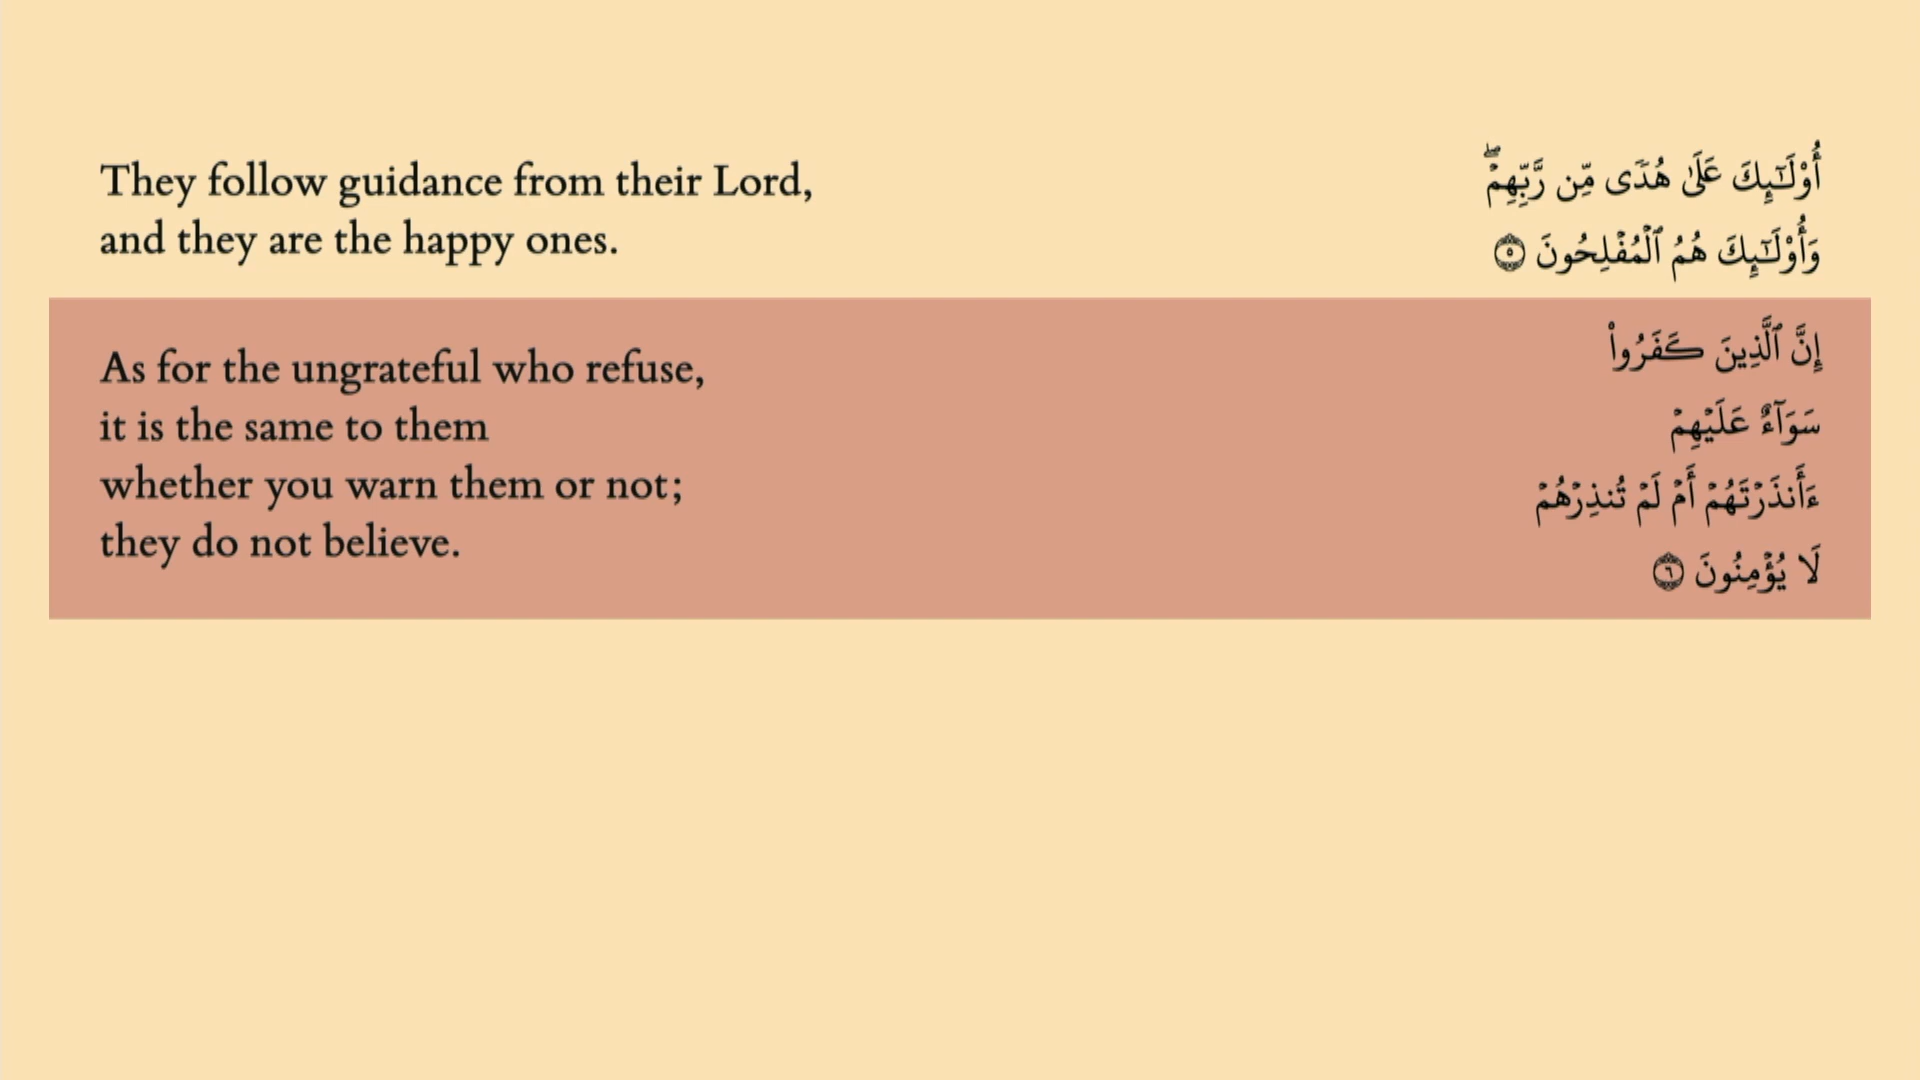 They follow guidance from their Lord,
and they are the happy ones.
أُو۟لَـٰٓئِكَ عَلَىٰ هُدًى مِّن رَّبِّهِمْ ۖ
وَأُو۟لَـٰٓئِكَ هُمُ ٱلْمُفْلِحُونَ ۝٥
As for the ungrateful who refuse,
it is the same to them
whether you warn them or not;
they do not believe.
إِنَّ ٱلَّذِينَ كَفَرُوا۟
سَوَآءٌ عَلَيْهِمْ
ءَأَنذَرْتَهُمْ أَمْ لَمْ تُنذِرْهُمْ
لَا يُؤْمِنُونَ ۝٦